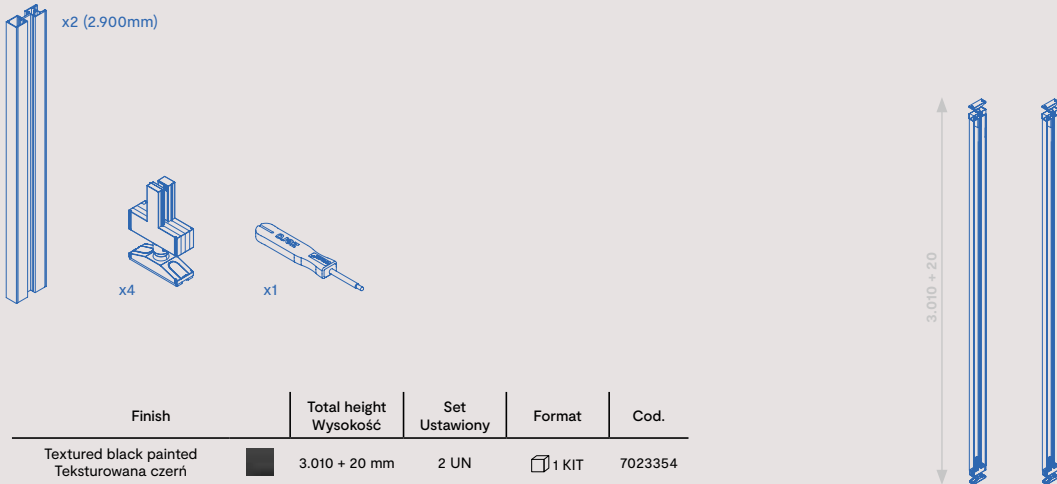 x2 (2.900mm)
x4
x1
3.010 + 20
Finish
Total height
Wysokość
Set
Ustawiony
Format
Cod.
Textured black painted
Teksturowana czerń
3.010 + 20 mm
2 UN
1 KIT
7023354